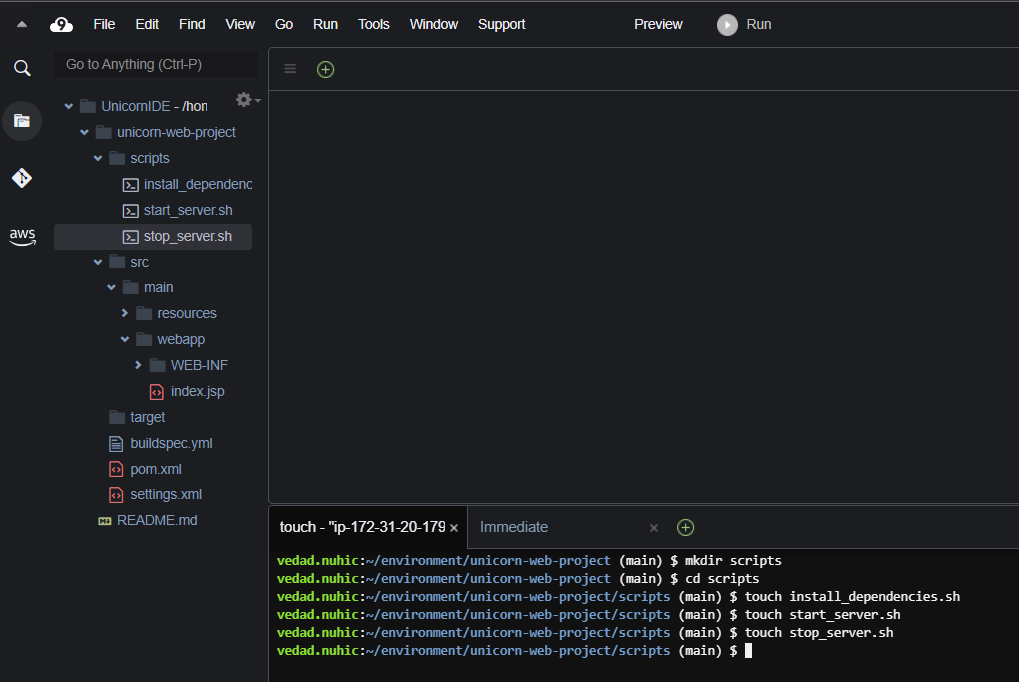 File Edit Find View Go Run Tools Window Support Preview Run
Go to Anything (Ctrl-P)
UnicornIDE - /hon
unicorn-web-project
scripts
install_dependenc
start_server.sh
stop_server.sh
src
main
resources
webapp
WEB-INF
index.jsp
target
buildspec.yml
pom.xml
settings.xml
README.md
aws
touch - "ip-172-31-20-179 Immediate
vedad.nuhic:~/environment/unicorn-web-project (main) $ mkdir scripts
vedad.nuhic:~/environment/unicorn-web-project (main) $ cd scripts
vedad.nuhic:~/environment/unicorn-web-project/scripts (main) $ touch install_dependencies.sh
vedad.nuhic:~/environment/unicorn-web-project/scripts (main) $ touch start_server.sh
vedad.nuhic:~/environment/unicorn-web-project/scripts (main) $ touch stop_server.sh
vedad.nuhic:~/environment/unicorn-web-project/scripts (main) $